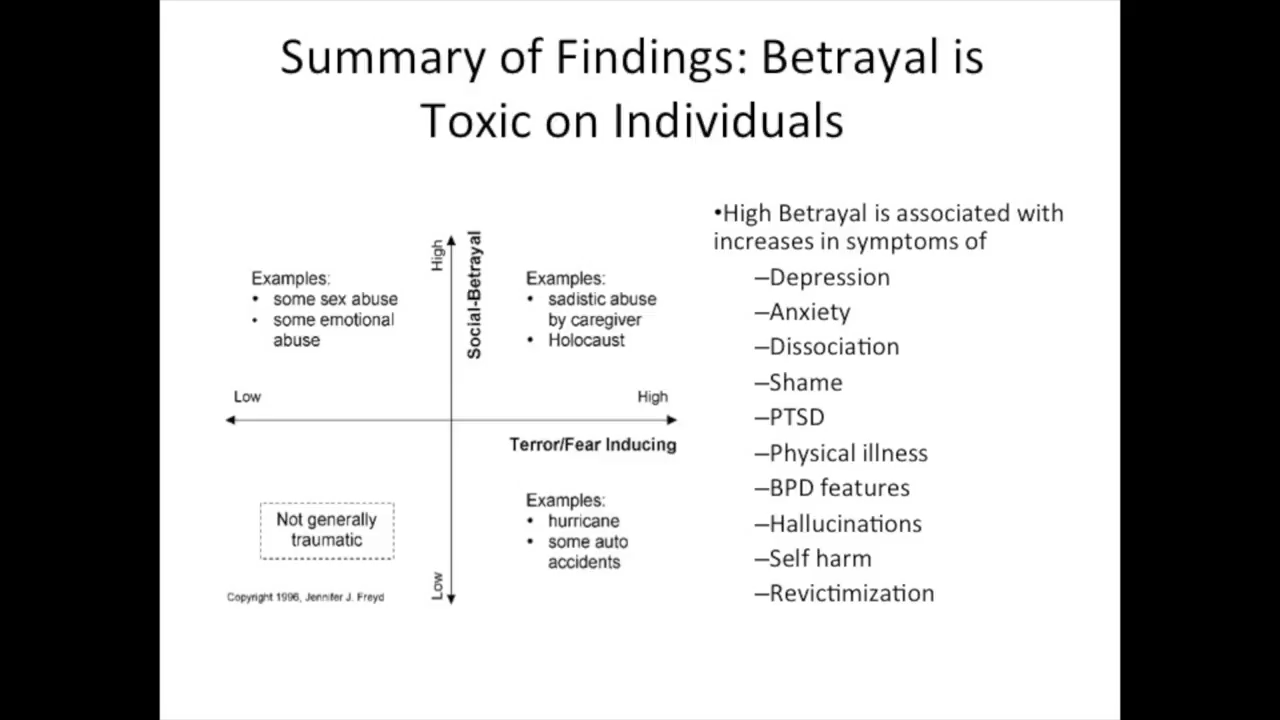 Summary of Findings: Betrayal is
Toxic on Individuals
High
Social-Betrayal
Examples:
• some sex abuse
• some emotional
abuse
Examples:
• sadistic abuse
by caregiver
• Holocaust
Low
High
Terror/Fear Inducing
Not generally
traumatic
Examples:
• hurricane
• some auto
accidents
Low
Copyright 1996, Jennifer J. Freyd
•High Betrayal is associated with
increases in symptoms of
–Depression
–Anxiety
–Dissociation
–Shame
–PTSD
–Physical illness
–BPD features
–Hallucinations
–Self harm
–Revictimization